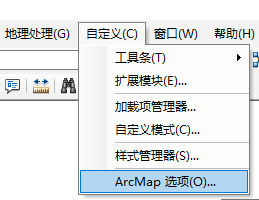 地理处理(G) 自定义(C) 窗口(W) 帮助(H)
工具条(T)
扩展模块(E)...
加载项管理器...
自定义模式(C)...
样式管理器(S)...
ArcMap 选项(O)...